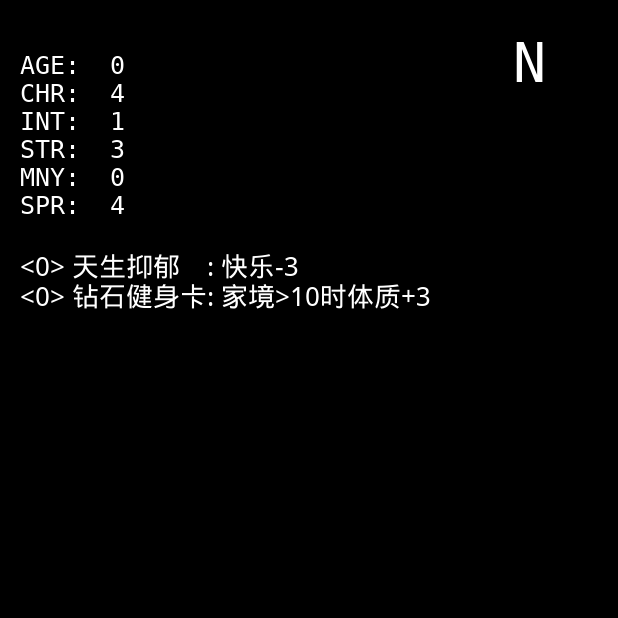 N
AGE: 0
CHR: 4
INT: 1
STR: 3
MNY: 0
SPR: 4
<0> 天生抑郁 : 快乐-3
<0> 钻石健身卡: 家境>10时体质+3